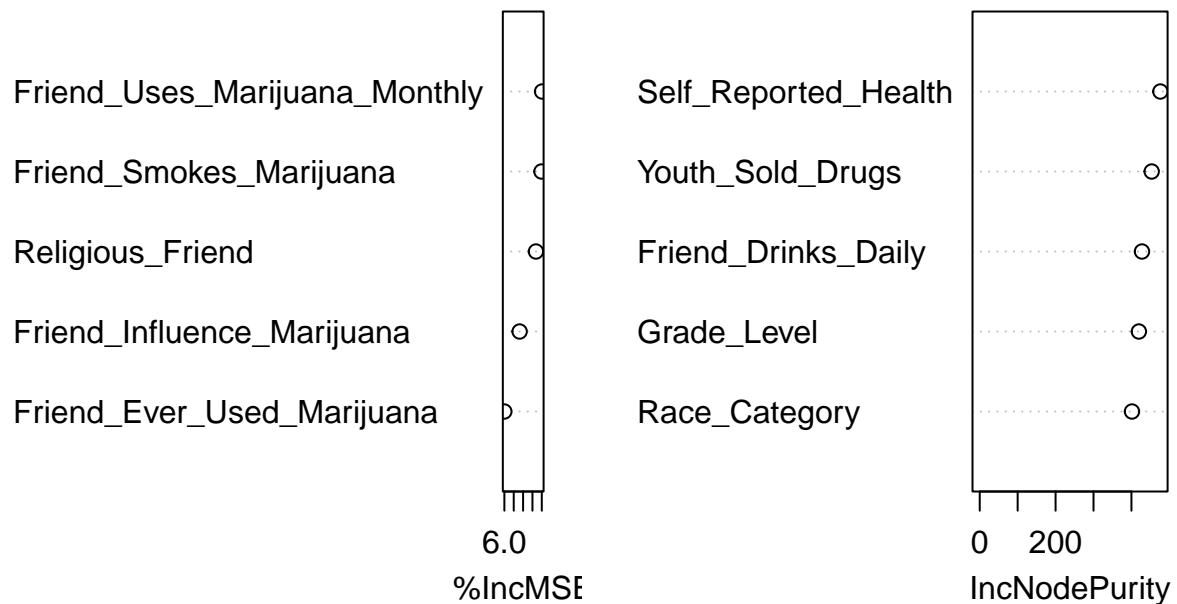 Friend_Uses_Marijuana_Monthly
Friend_Smokes_Marijuana
Religious_Friend
Friend_Influence_Marijuana
Friend_Ever_Used_Marijuana
6.0
%IncMSE
Self_Reported_Health
Youth_Sold_Drugs
Friend_Drinks_Daily
Grade_Level
Race_Category
0 200
IncNodePurity